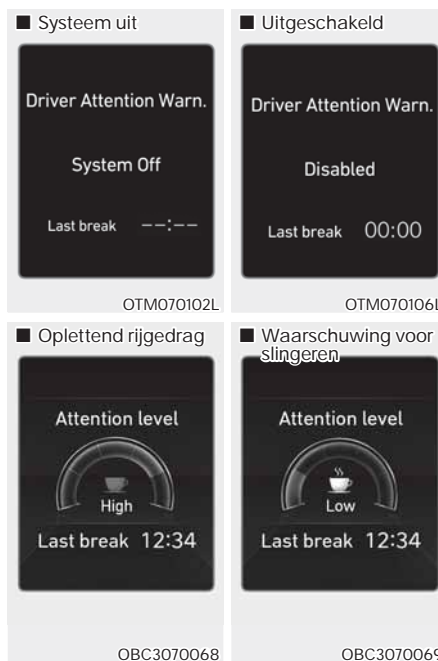 ■ Systeem uit
Driver Attention Warn.
System Off
Last break --:--
OTM070102L
■ Uitgeschakeld
Driver Attention Warn.
Disabled
Last break 00:00
OTM070106L
■ Oplettend rijgedrag
Attention level
High
Last break 12:34
OBC3070068
■ Waarschuwing voor
slingeren
Attention level
Low
Last break 12:34
OBC3070069